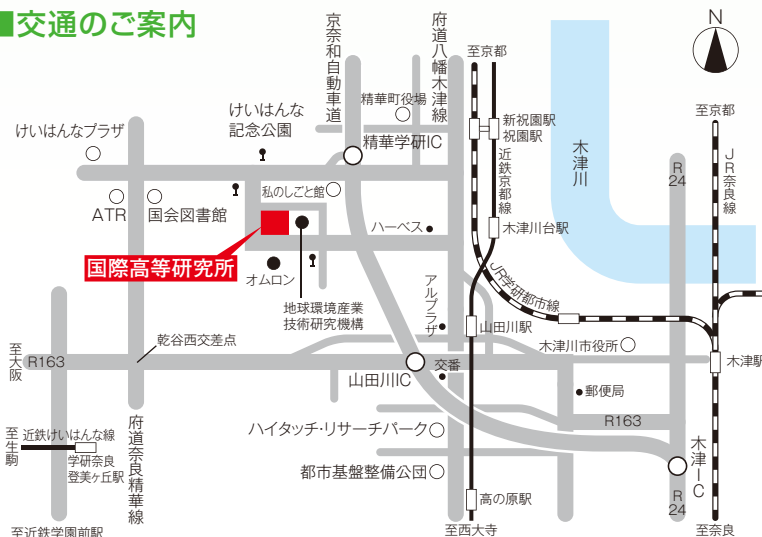 ■交通のご案内
京奈和自動車道
府道八幡木津線
N
至京都
至京都
精華町役場
けいはんな
記念公園
新祝園駅
祝園駅
けいはんなプラザ
精華学研IC
木津川
近鉄京都線
R
24
JR奈良線
私のしごと館
ATR
国会図書館
ハーベス
木津川台駅
国際高等研究所
オムロン
JR学研都市線
アルプラザ
地球環境産業
技術研究機構
山田川駅
乾谷西交差点
木津川市役所
至大阪
R163
木津駅
山田川IC
交番
郵便局
府道奈良精華線
R163
ハイタッチ・リサーチパーク
至生駒
近鉄けいはんな線
学研奈良
登美ヶ丘駅
木津IC
都市基盤整備公団
高の原駅
R
24
至近鉄学園前駅
至西大寺
至奈良